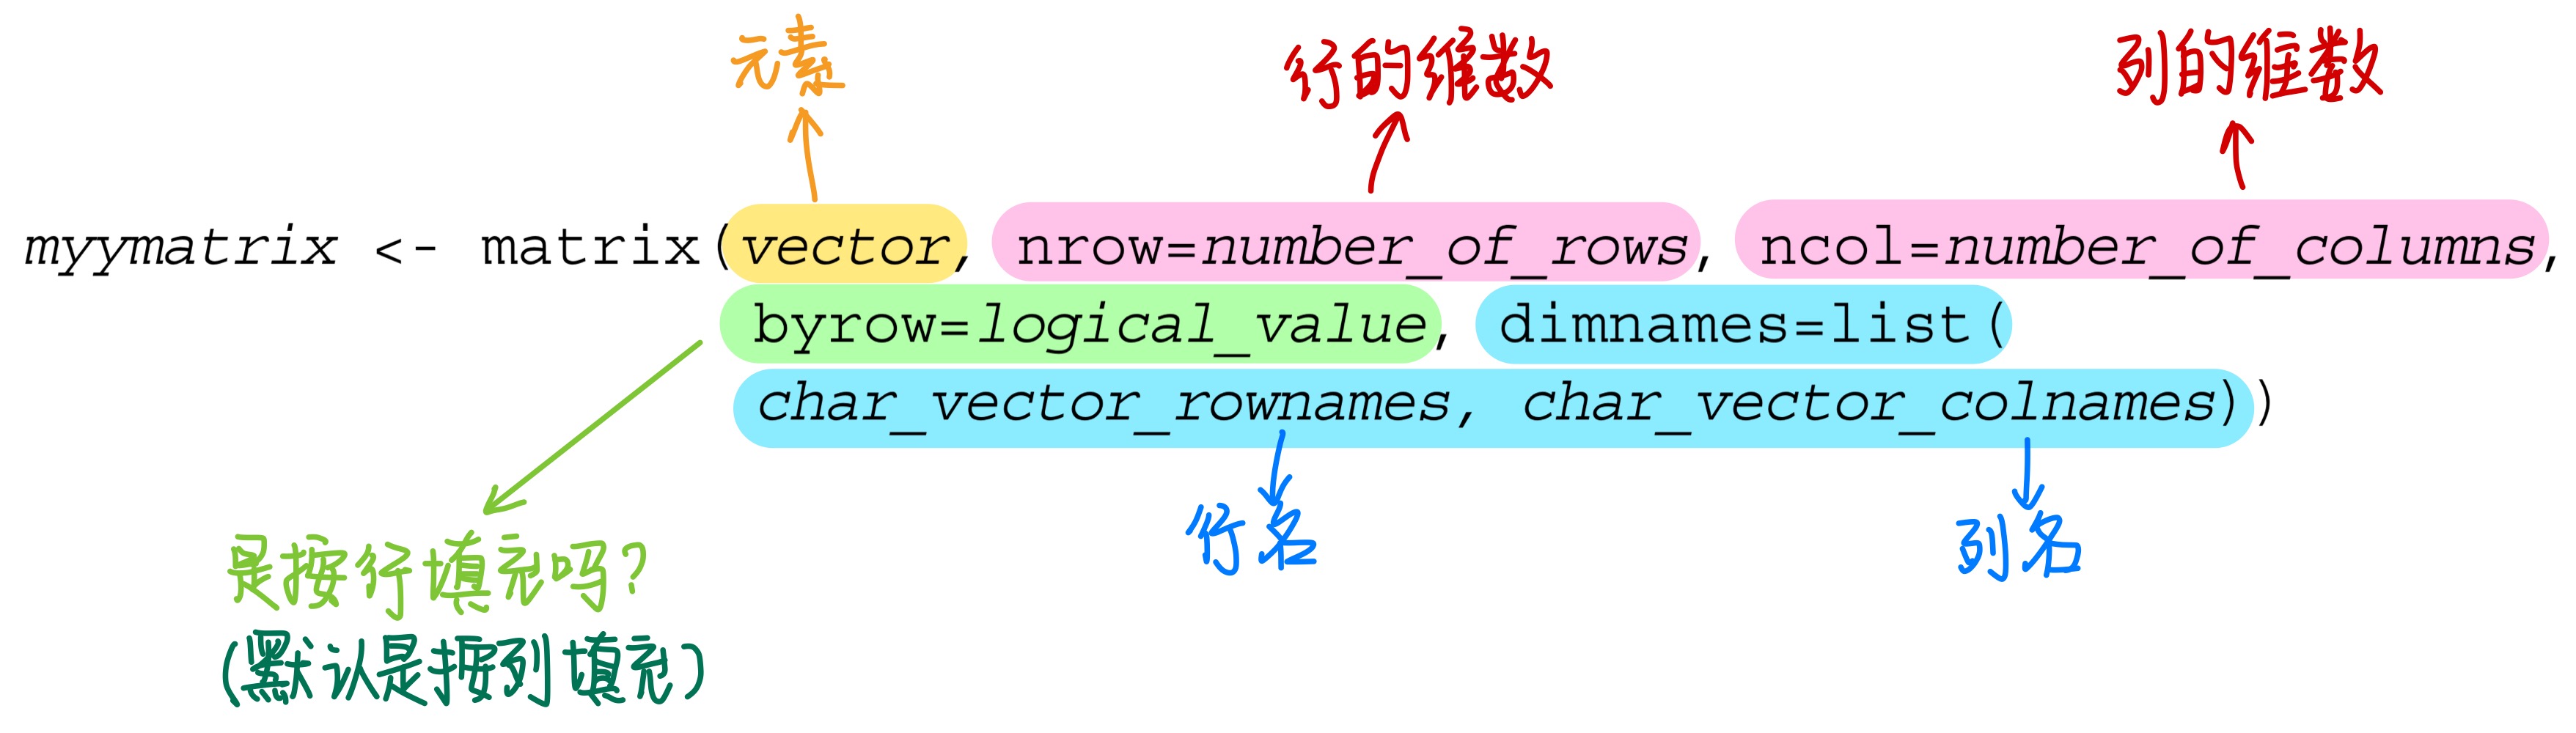 元素
行的维数
列的维数
myymatrix <- matrix(vector, nrow=number_of_rows, ncol=number_of_columns,
byrow=logical_value, dimnames=list(
char_vector_rownames, char_vector_colnames))
行名
列名
是按行填充吗?
(默认是按列填充)